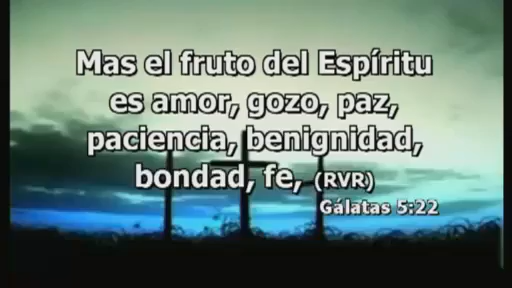 Mas el fruto del Espíritu
es amor, gozo, paz,
paciencia, benignidad,
bondad, fe, (RVR)
Gálatas 5:22